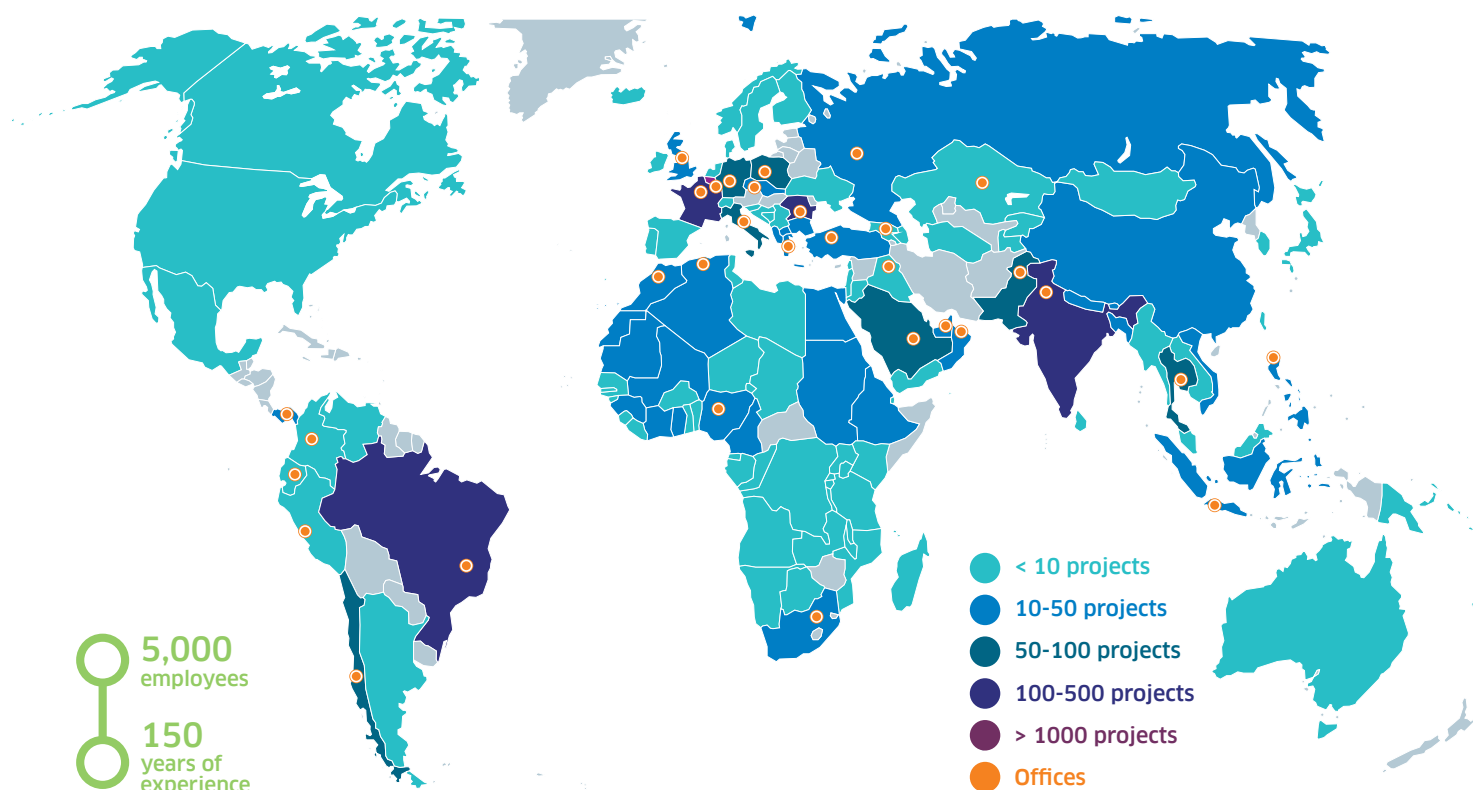 5,000
employees
150
years of
experience
< 10 projects
10-50 projects
50-100 projects
100-500 projects
> 1000 projects
Offices